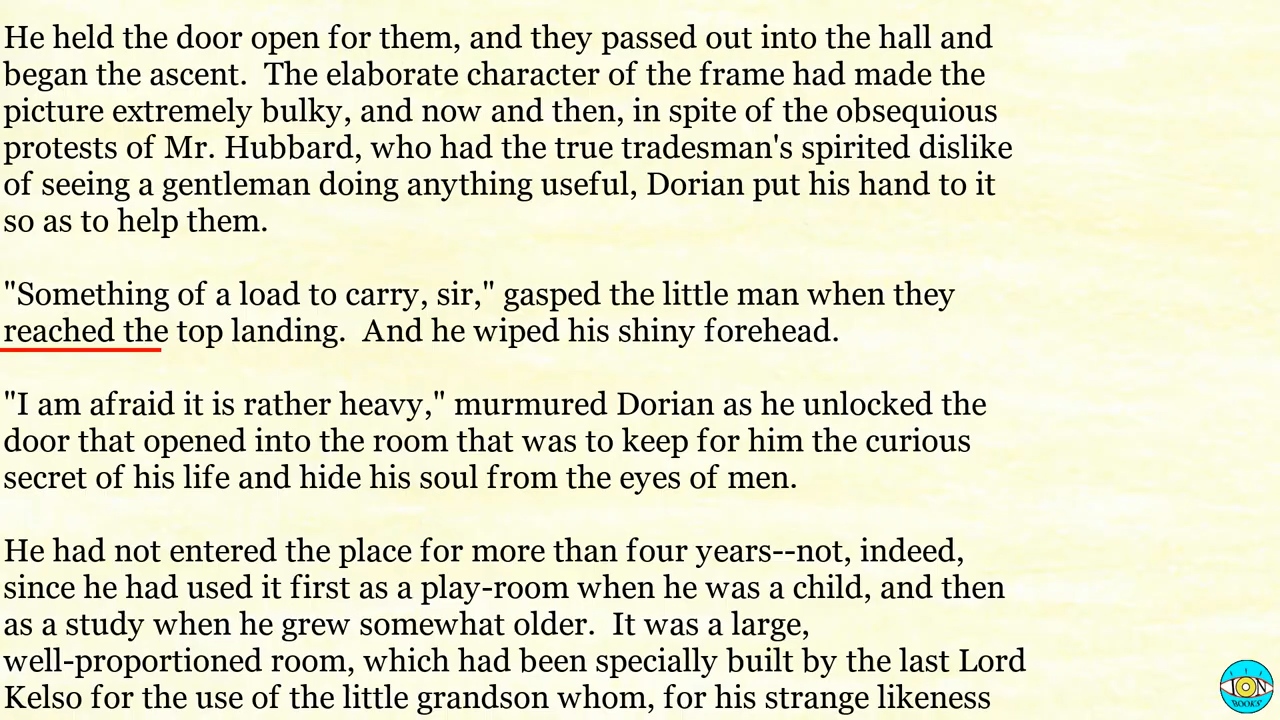 He held the door open for them, and they passed out into the hall and
began the ascent.  The elaborate character of the frame had made the
picture extremely bulky, and now and then, in spite of the obsequious
protests of Mr. Hubbard, who had the true tradesman's spirited dislike
of seeing a gentleman doing anything useful, Dorian put his hand to it
so as to help them.
"Something of a load to carry, sir," gasped the little man when they
reached the top landing.  And he wiped his shiny forehead.
"I am afraid it is rather heavy," murmured Dorian as he unlocked the
door that opened into the room that was to keep for him the curious
secret of his life and hide his soul from the eyes of men.
He had not entered the place for more than four years--not, indeed,
since he had used it first as a play-room when he was a child, and then
as a study when he grew somewhat older.  It was a large,
well-proportioned room, which had been specially built by the last Lord
Kelso for the use of the little grandson whom, for his strange likeness
ION
BOOKS